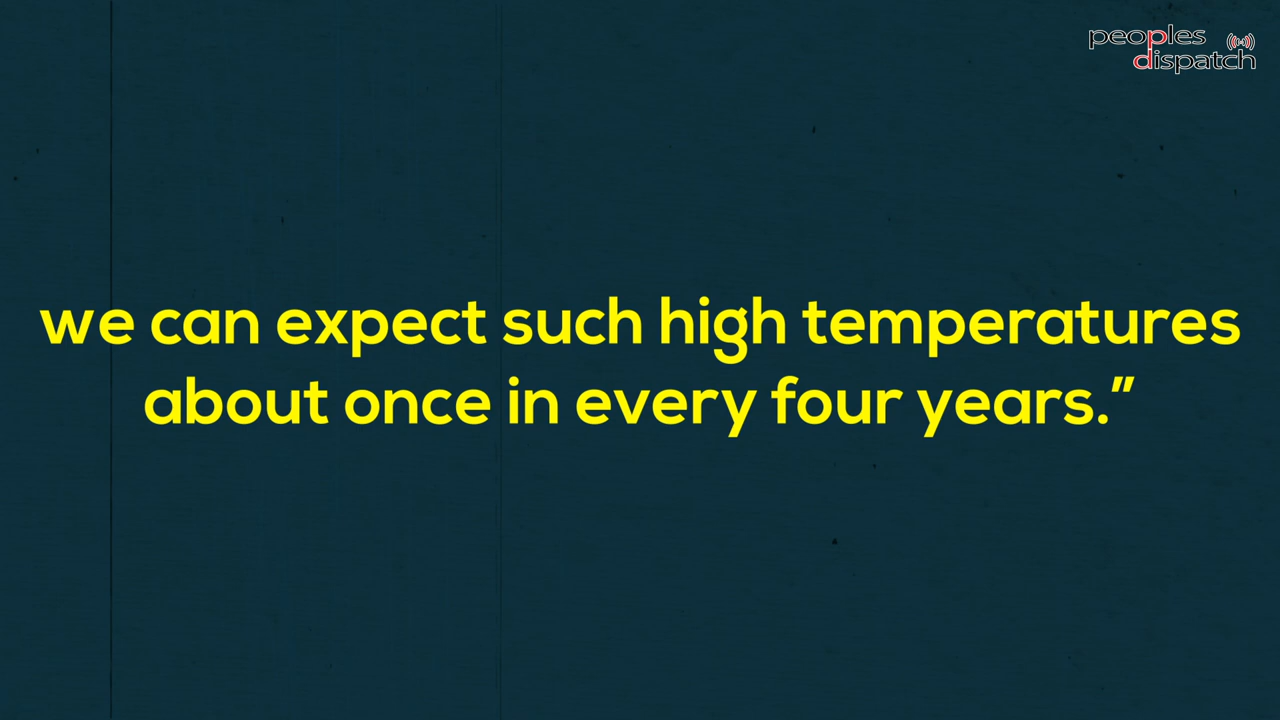 peoples
dispatch
we can expect such high temperatures
about once in every four years.”